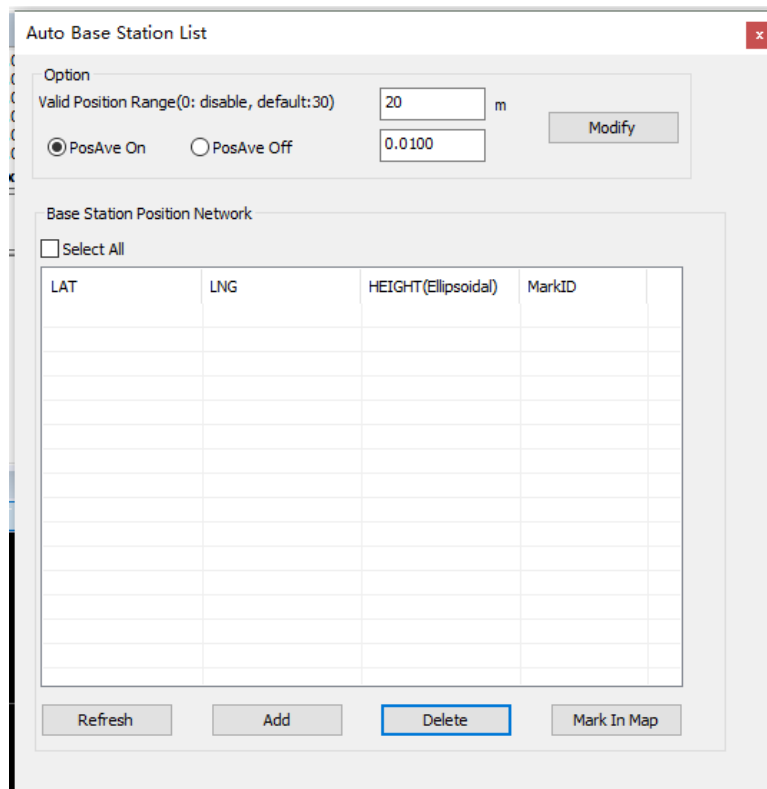 Auto Base Station List
x
Option
Valid Position Range(0: disable, default:30) 20 m
Modify
PosAve On PosAve Off 0.0100
Base Station Position Network
Select All
LAT LNG HEIGHT(Ellipsoidal) MarkID
Refresh Add Delete Mark In Map